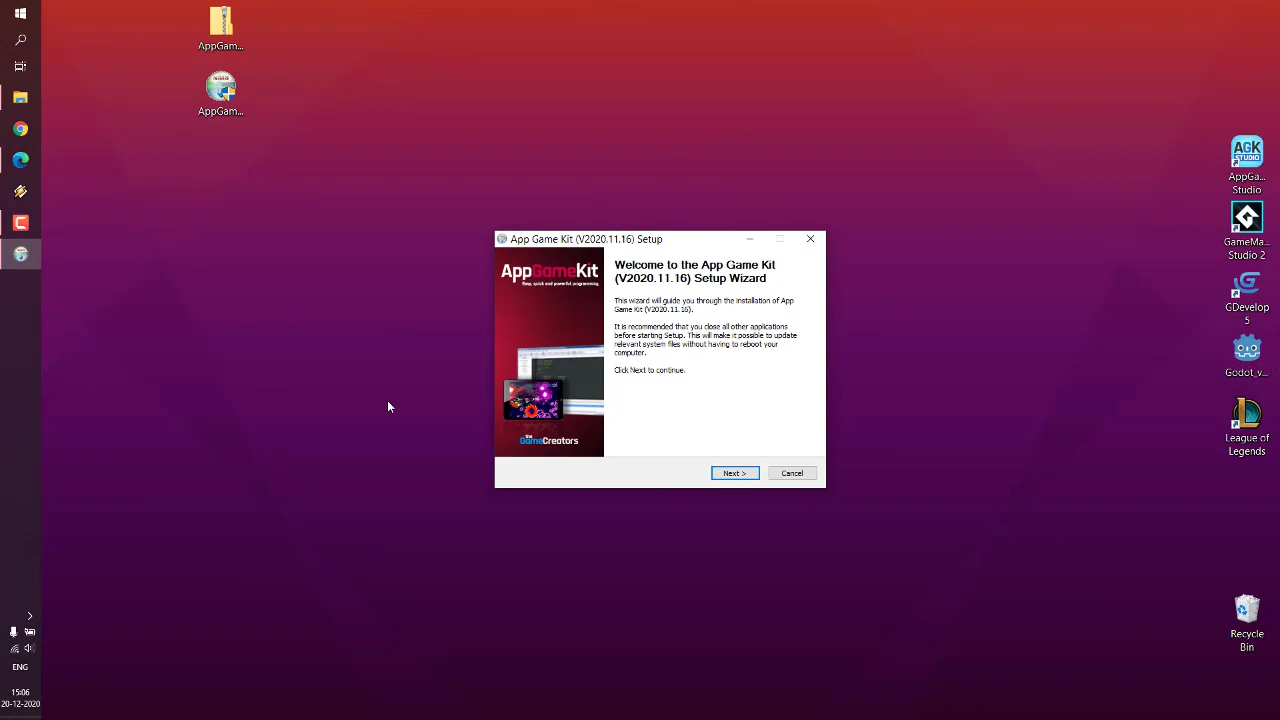 AppGam...
AppGam...
App Game Kit (V2020.11.16) Setup
AppGameKit
Easy, quick and powerful programming
the
GameCreators
Welcome to the App Game Kit
(V2020.11.16) Setup Wizard
This wizard will guide you through the installation of App
Game Kit (V2020.11.16).
It is recommended that you close all other applications
before starting Setup. This will make it possible to update
relevant system files without having to reboot your
computer.
Click Next to continue.
Next >
Cancel
AGK
STUDIO
AppGa...
Studio
GameMa...
Studio 2
GDevelop
5
Godot_v...
League of
Legends
Recycle
Bin
ENG
15:06
20-12-2020